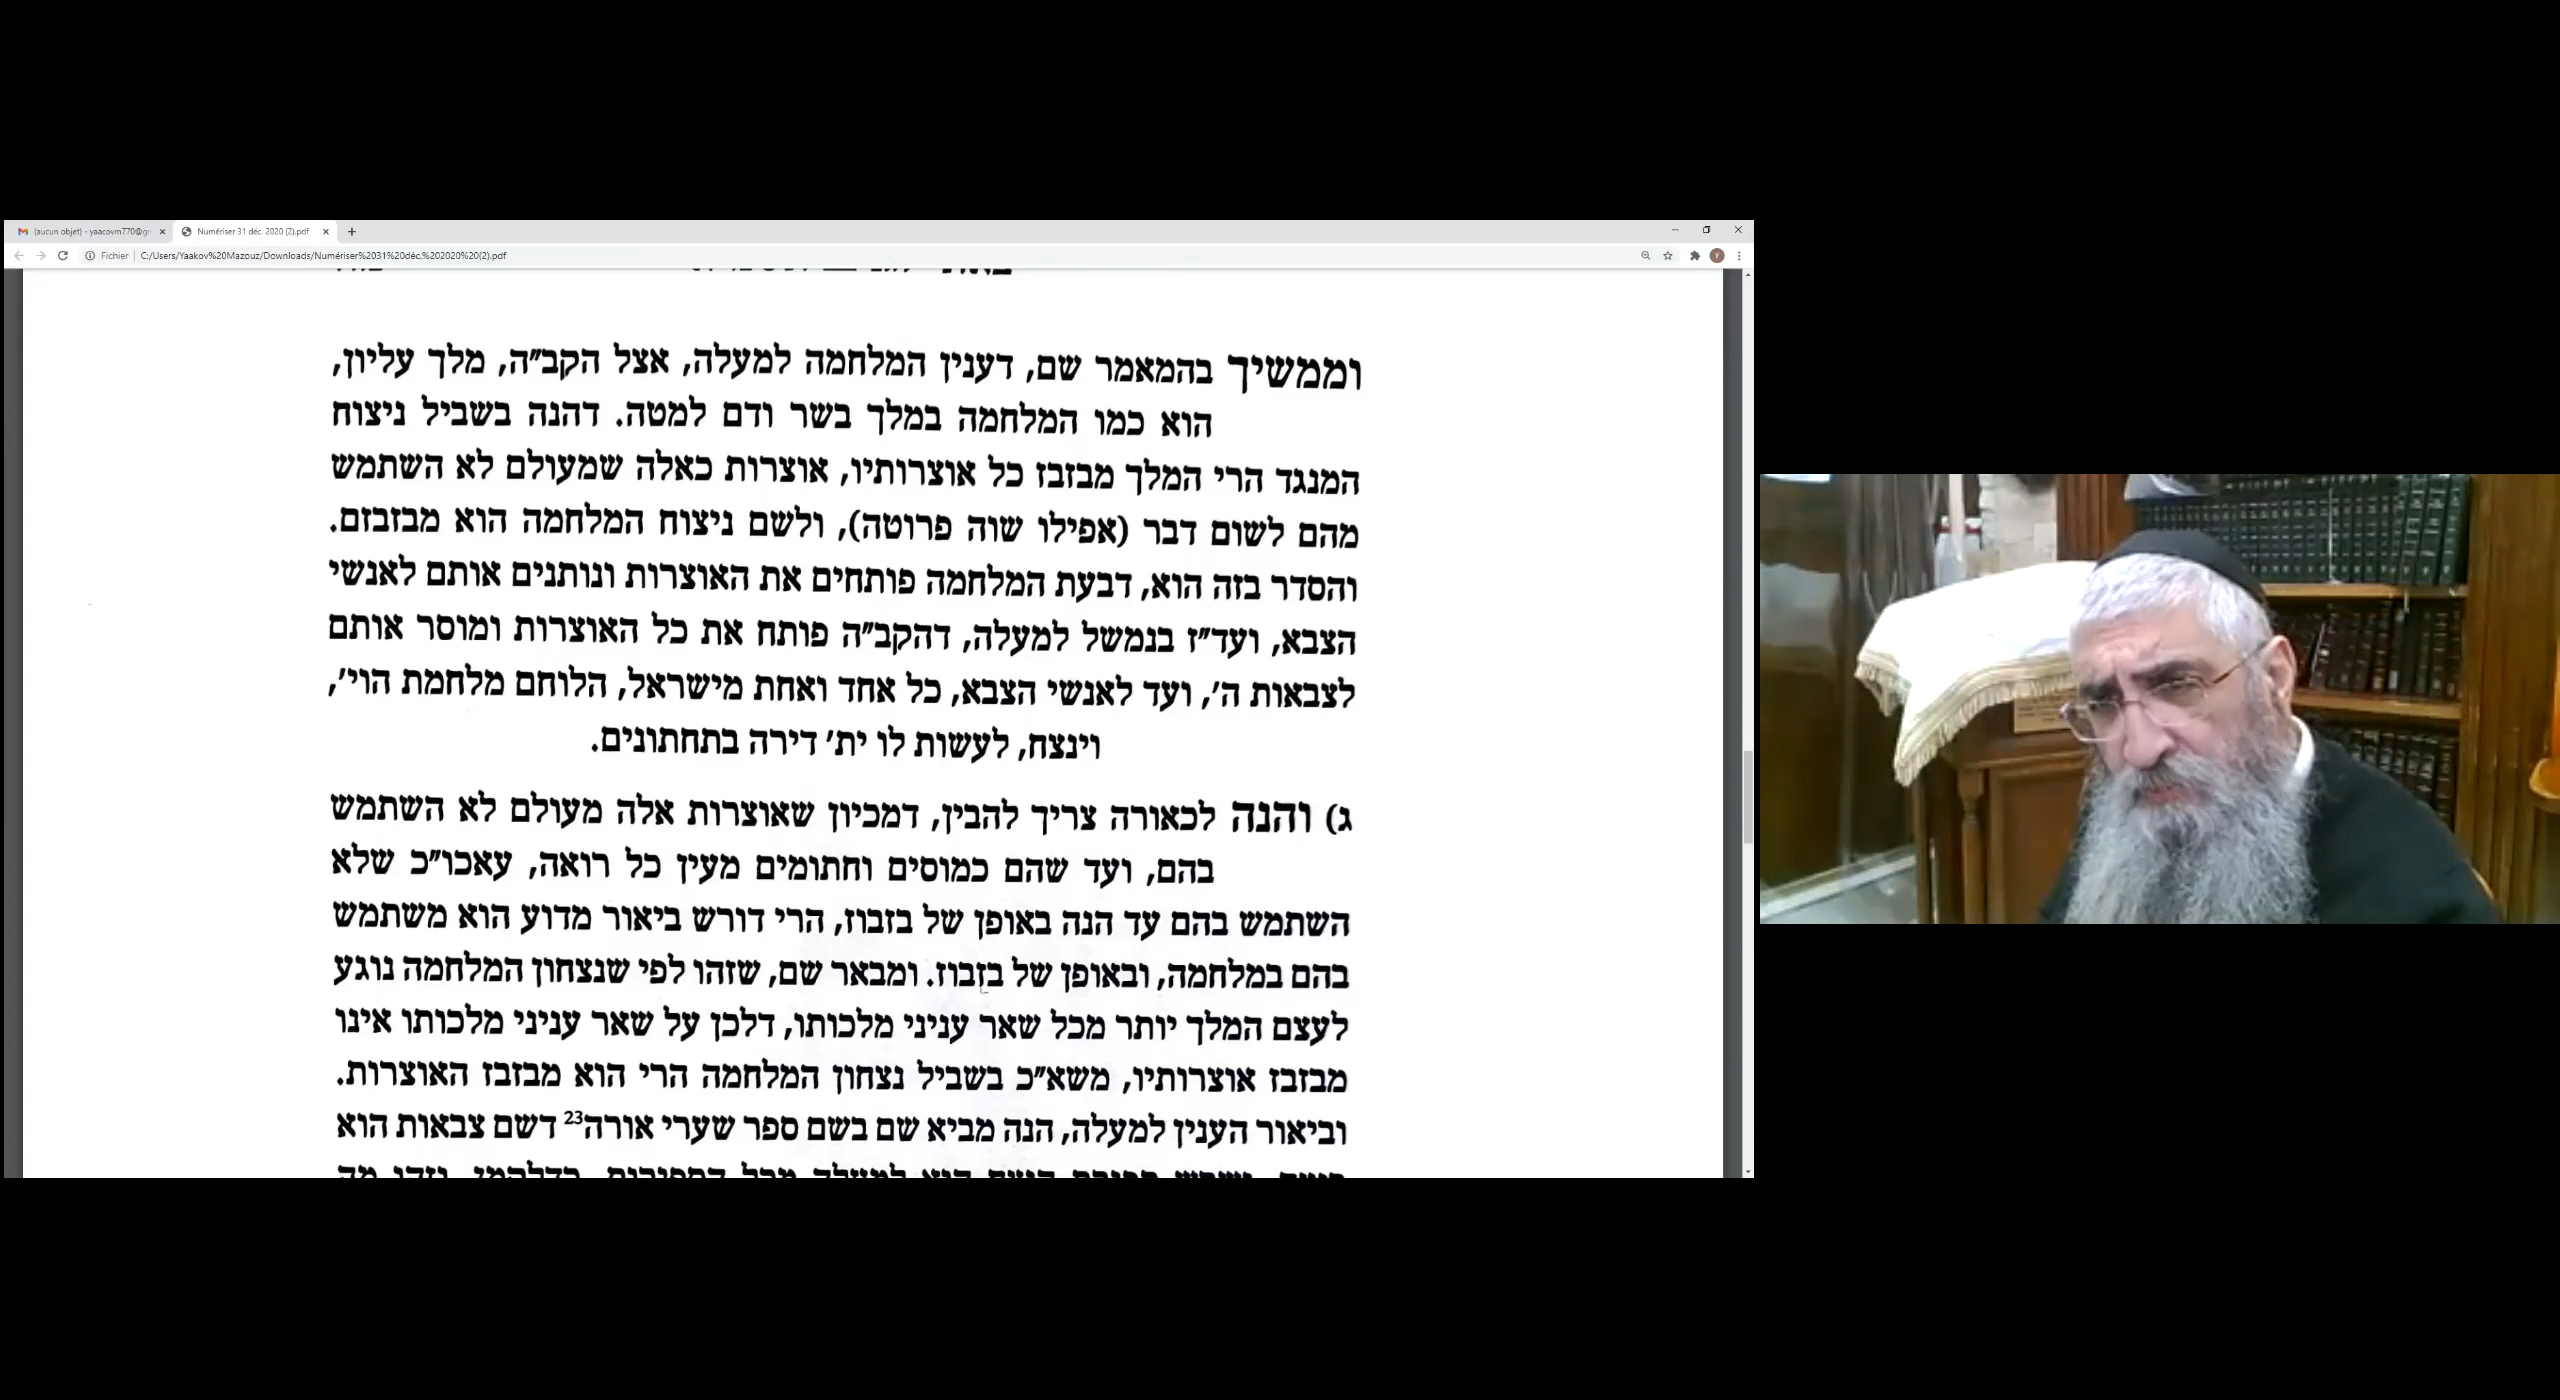 (aucun objet) - yaacovm770@g
Numériser 31 déc. 2020 (2).pdf
Fichier
C:/Users/Yaakov%20Mazouz/Downloads/Numériser%2031%20déc.%202020%20(2).pdf
וממשיך בהמאמר שם, דענין המלחמה למעלה, אצל הקב״ה, מלך עליון,
הוא כמו המלחמה במלך בשר ודם למטה. דהנה בשביל ניצוח
המנגד הרי המלך מבזבז כל אוצרותיו, אוצרות כאלה שמעולם לא השתמש
מהם לשום דבר (אפילו שוה פרוטה), ולשם ניצוח המלחמה הוא מבזבזם.
והסדר בזה הוא, דבעת המלחמה פותחים את האוצרות ונותנים אותם לאנשי
הצבא, ועד״ז בנמשל למעלה, דהקב״ה פותח את כל האוצרות ומוסר אותם
לצבאות ה׳, ועד לאנשי הצבא, כל אחד ואחת מישראל, הלוחם מלחמת הוי׳,
וינצח, לעשות לו ית׳ דירה בתחתונים.
ג) והנה לכאורה צריך להבין, דמכיון שאוצרות אלה מעולם לא השתמש
בהם, ועד שהם כמוסים וחתומים מעין כל רואה, עאכו״כ שלא
השתמש בהם עד הנה באופן של בזבוז, הרי דורש ביאור מדוע הוא משתמש
בהם במלחמה, ובאופן של בזבוז. ומבאר שם, שזהו לפי שנצחון המלחמה נוגע
לעצם המלך יותר מכל שאר עניני מלכותו, דלכן על שאר עניני מלכותו אינו
מבזבז אוצרותיו, משא״כ בשביל נצחון המלחמה הרי הוא מבזבז האוצרות.
וביאור הענין למעלה, הנה מביא שם בשם ספר שערי אורה23 דשם צבאות הוא